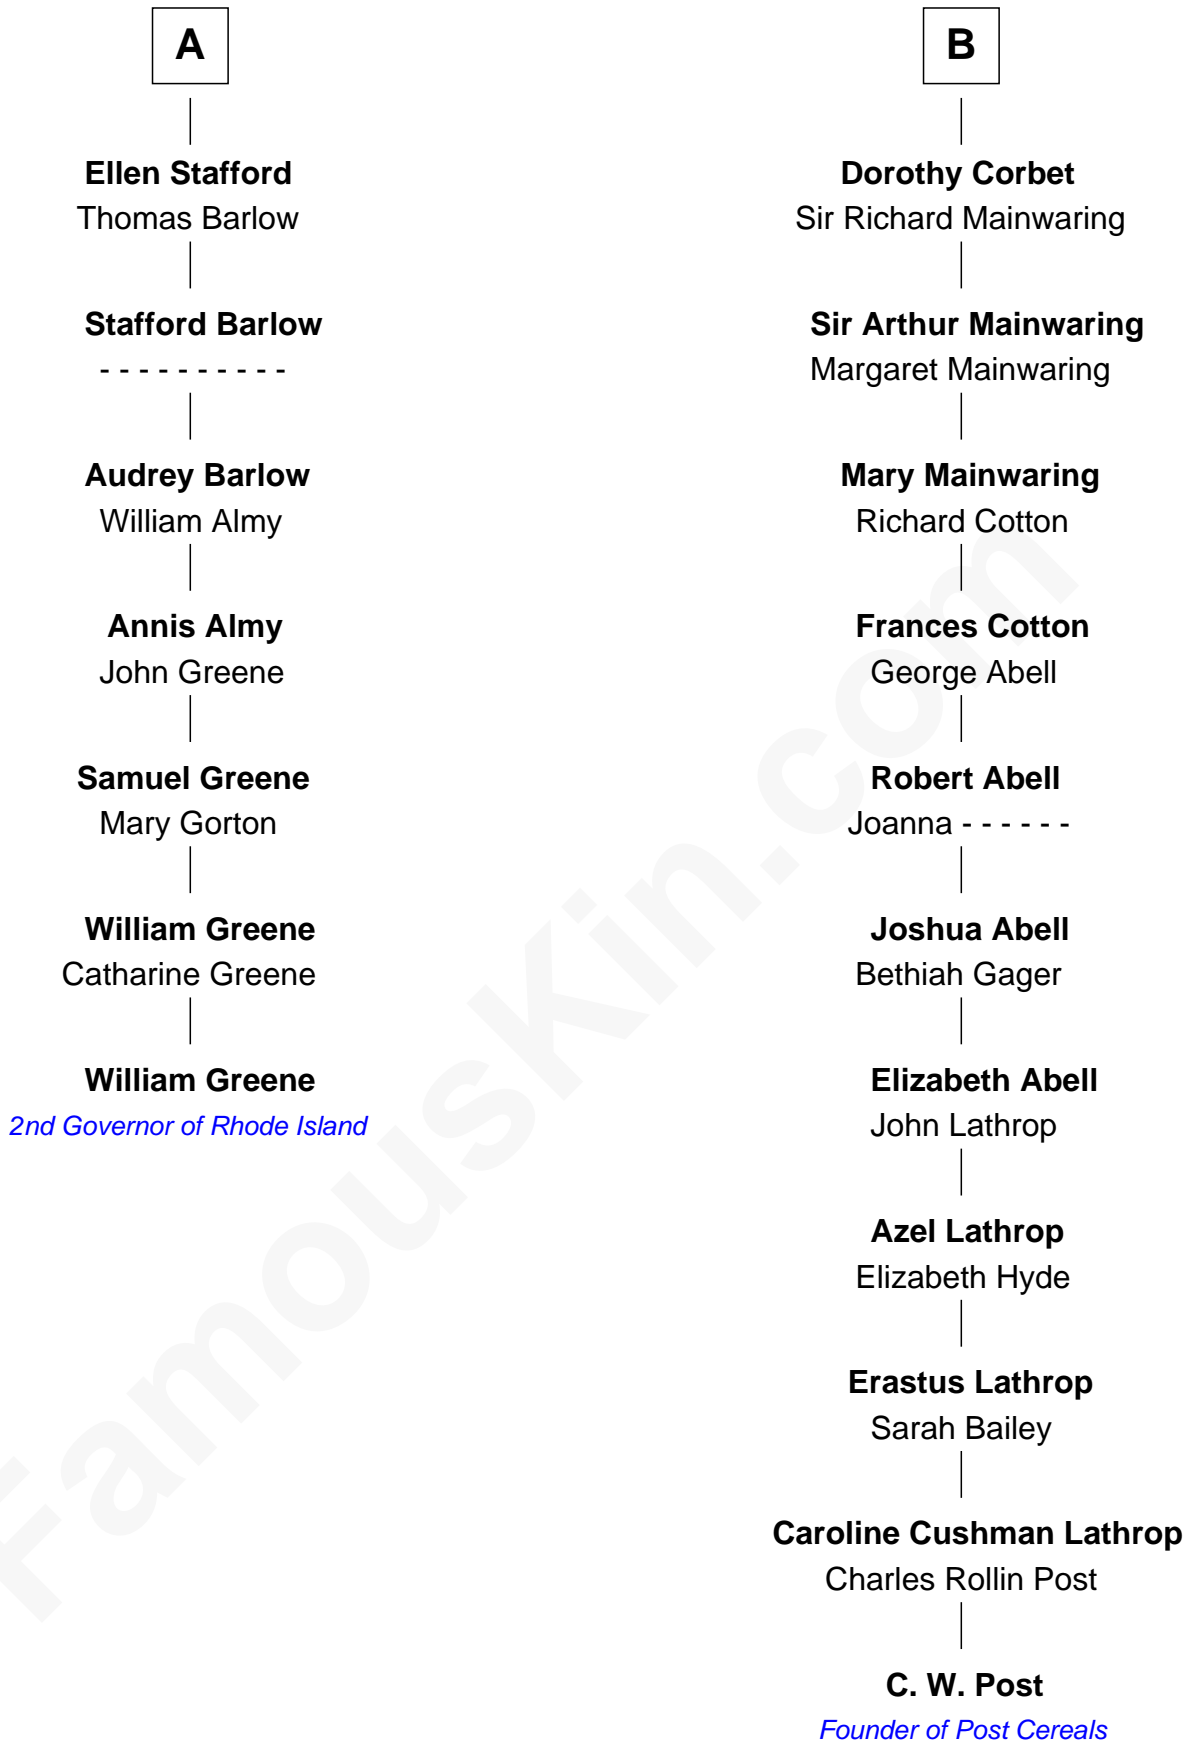 A
Ellen Stafford
Thomas Barlow
Stafford Barlow
- - - - - - - - - -
Audrey Barlow
William Almy
Annis Almy
John Greene
Samuel Greene
Mary Gorton
William Greene
Catharine Greene
William Greene
2nd Governor of Rhode Island
B
Dorothy Corbet
Sir Richard Mainwaring
Sir Arthur Mainwaring
Margaret Mainwaring
Mary Mainwaring
Richard Cotton
Frances Cotton
George Abell
Robert Abell
Joanna - - - - - -
Joshua Abell
Bethiah Gager
Elizabeth Abell
John Lathrop
Azel Lathrop
Elizabeth Hyde
Erastus Lathrop
Sarah Bailey
Caroline Cushman Lathrop
Charles Rollin Post
C. W. Post
Founder of Post Cereals
FamousKin.com